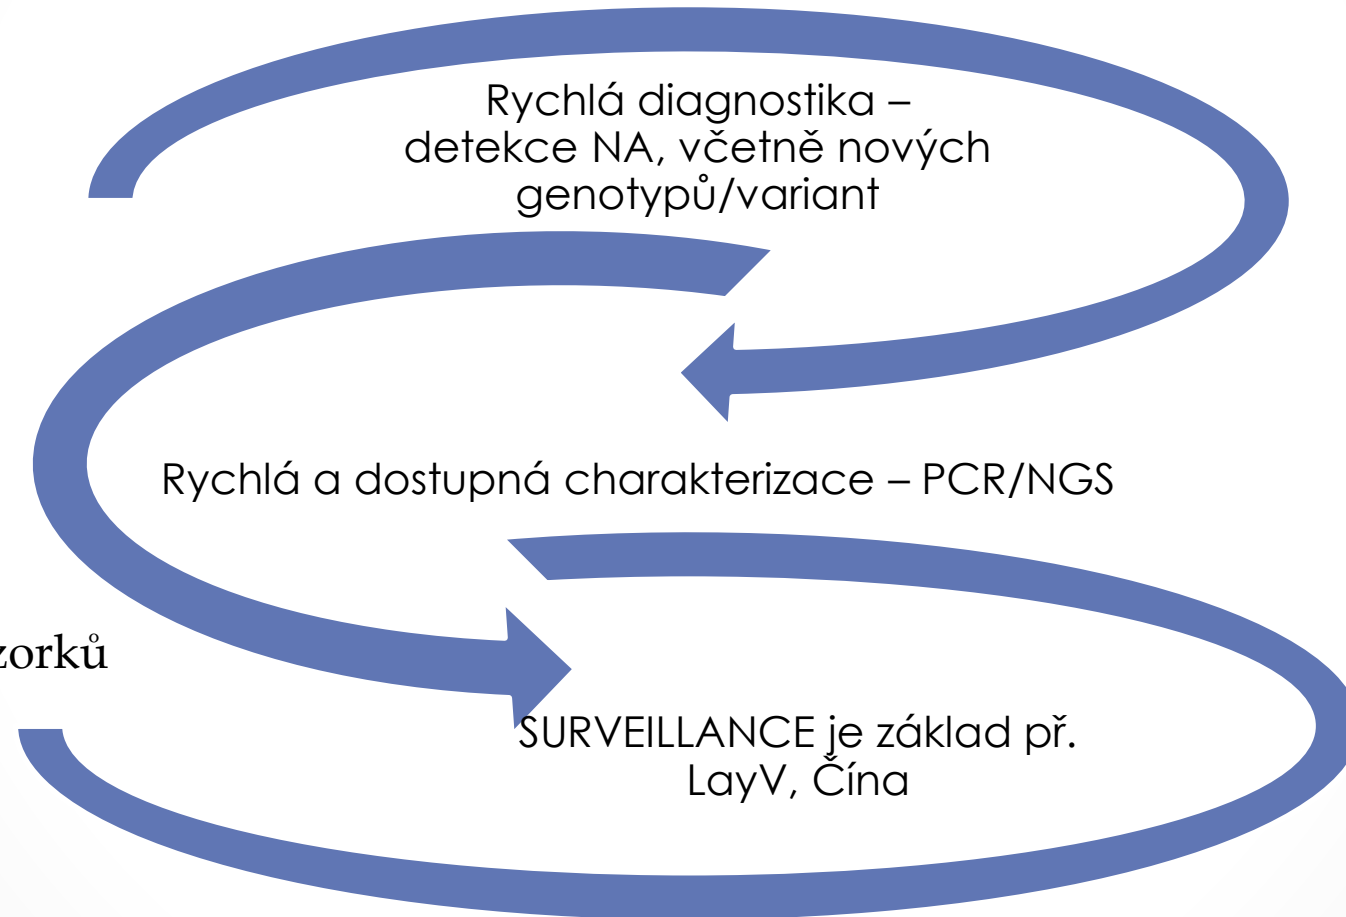 Rychlá diagnostika –
detekce NA, včetně nových
genotypů/variant
Rychlá a dostupná charakterizace – PCR/NGS
zorků
SURVEILLANCE je základ př.
LayV, Čína